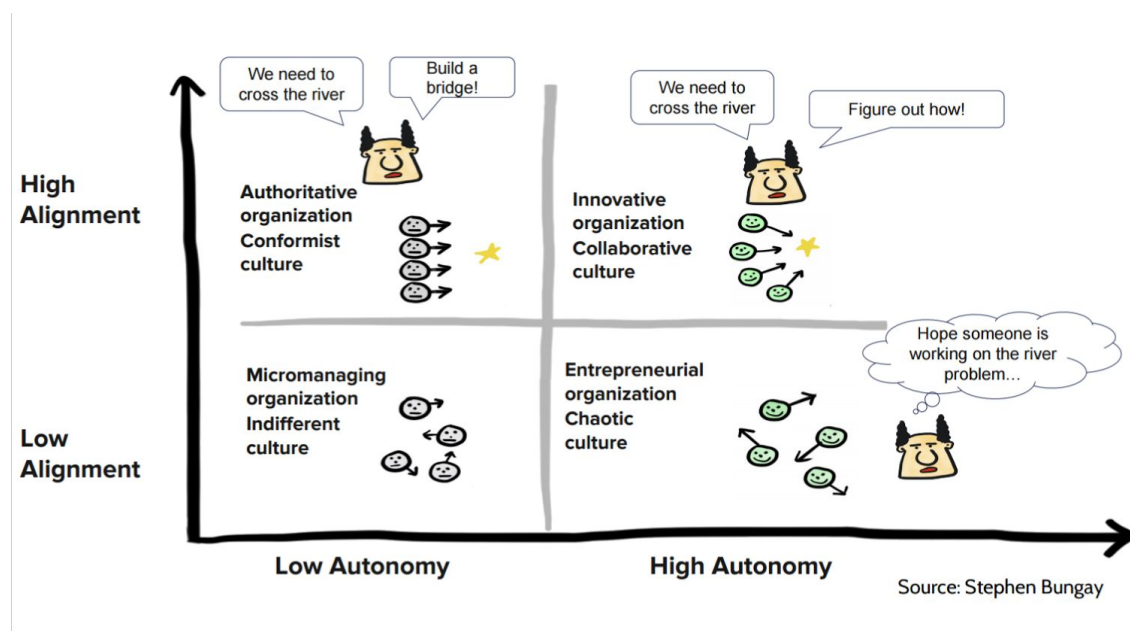 We need to
cross the river
Build a
bridge!
We need to
cross the river
Figure out how!
High
Alignment
Authoritative
organization
Conformist
culture
Innovative
organization
Collaborative
culture
Hope someone is
working on the river
problem…
Low
Alignment
Micromanaging
organization
Indifferent
culture
Entrepreneurial
organization
Chaotic
culture
Low Autonomy
High Autonomy
Source: Stephen Bungay